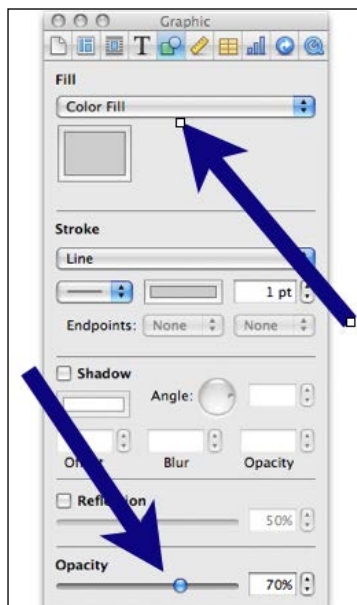 Graphic
T
Fill
Color Fill
Stroke
Line
1 pt
Endpoints: None None
Shadow
Angle:
Blur Opacity
50%
Opacity
70%